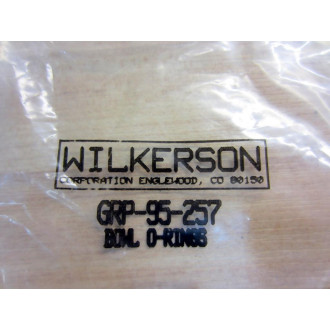 WILKERSON
CORPORATION ENGLEWOOD, CO 80150
GRP-95-257
BOWL O-RINGS